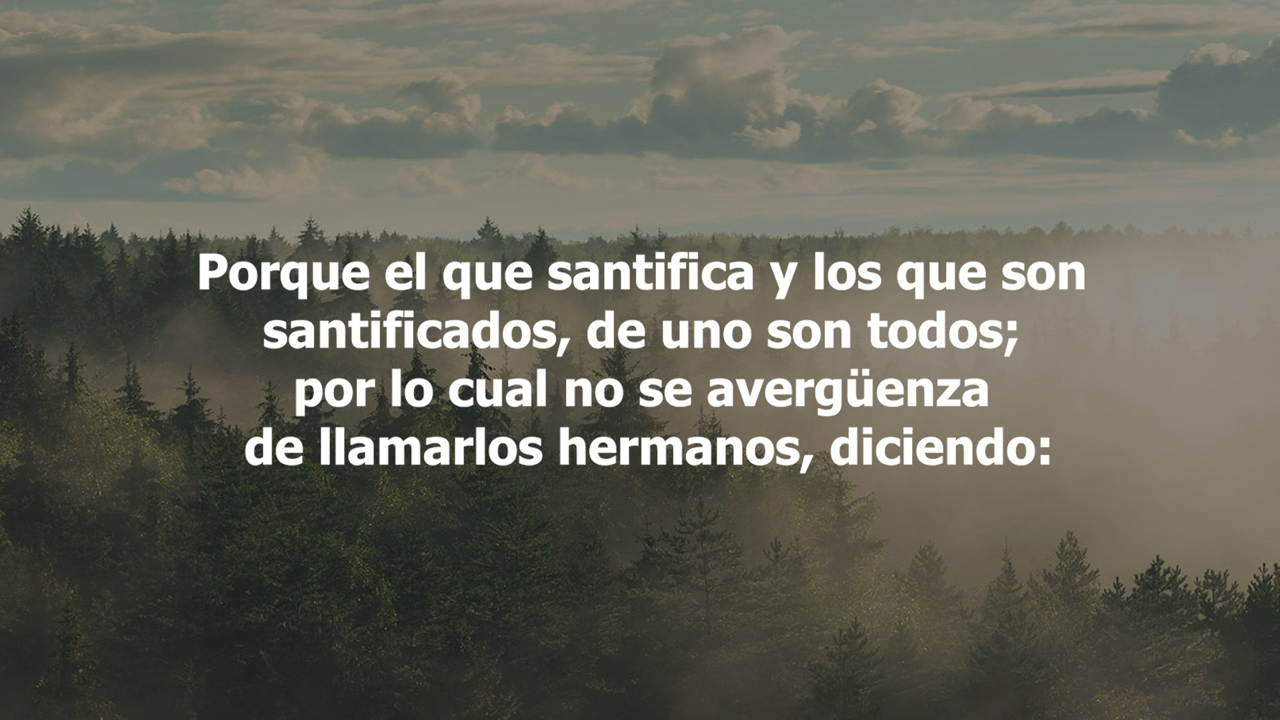 Porque el que santifica y los que son
santificados, de uno son todos;
por lo cual no se avergüenza
de llamarlos hermanos, diciendo: